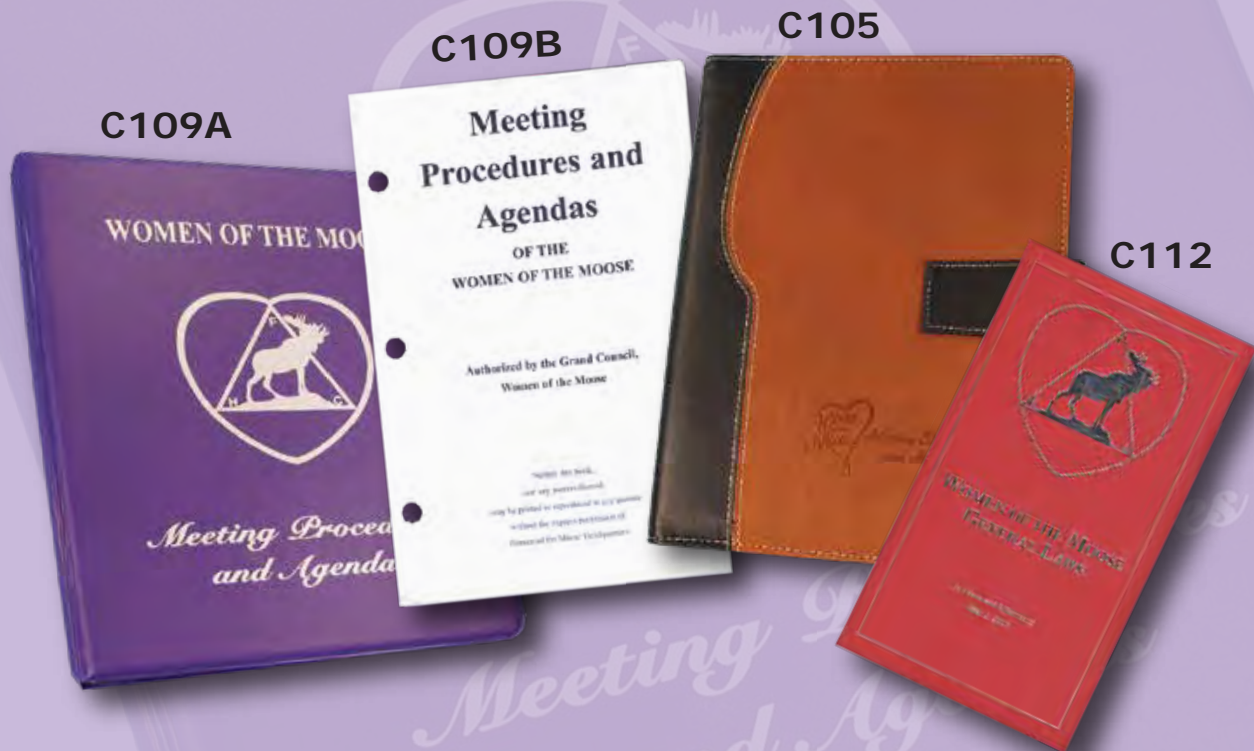 C109A
C109B
C105
C112
WOMEN OF THE MOO
F
H
C
Meeting Proced
and Agenda
Meeting
Procedures and
Agendas
OF THE
WOMEN OF THE MOOSE
Authorized by the Grand Council,
Women of the Moose
WOMEN OF THE MOOSE
GENERAL LAWS
F
Meeting